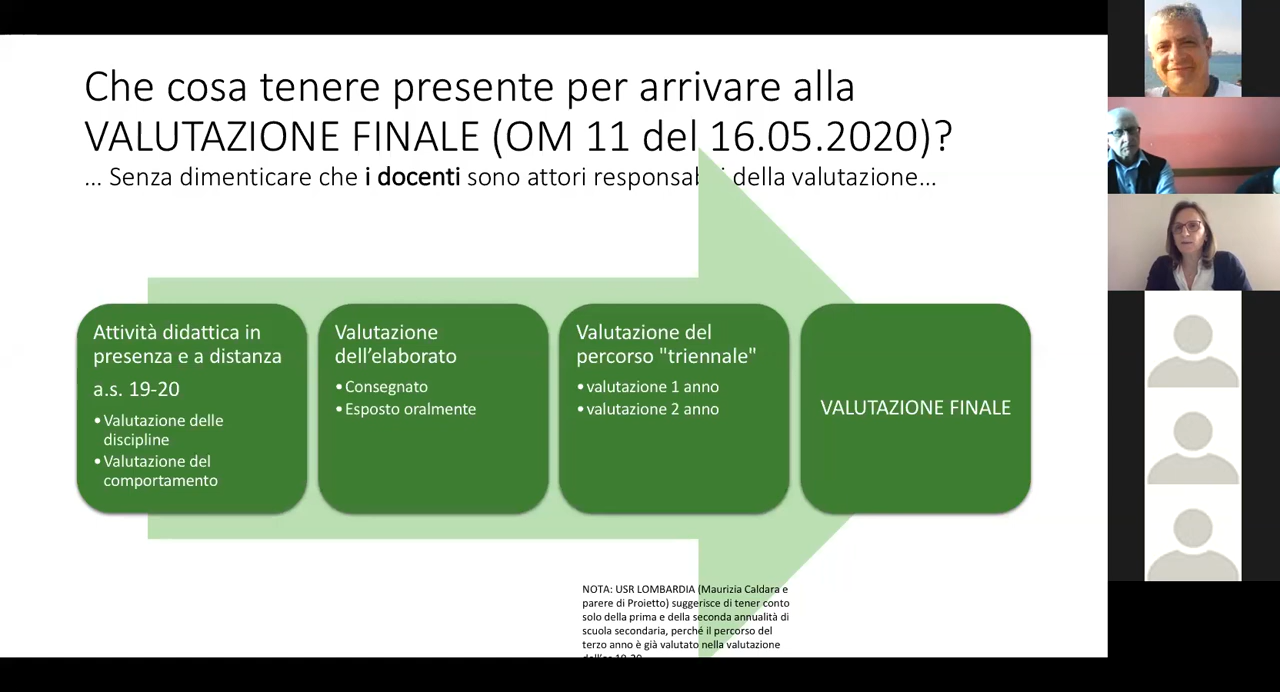 Che cosa tenere presente per arrivare alla
VALUTAZIONE FINALE (OM 11 del 16.05.2020)?
... Senza dimenticare che i docenti sono attori responsabili della valutazione...
Attività didattica in
presenza e a distanza
a.s. 19-20
•Valutazione delle
discipline
•Valutazione del
comportamento
Valutazione
dell'elaborato
•Consegnato
•Esposto oralmente
Valutazione del
percorso "triennale"
•valutazione 1 anno
•valutazione 2 anno
VALUTAZIONE FINALE
NOTA: USR LOMBARDIA (Maurizia Caldara e
parere di Proietto) suggerisce di tener conto
solo della prima e della seconda annualità di
scuola secondaria, perché il percorso del
terzo anno è già valutato nella valutazione